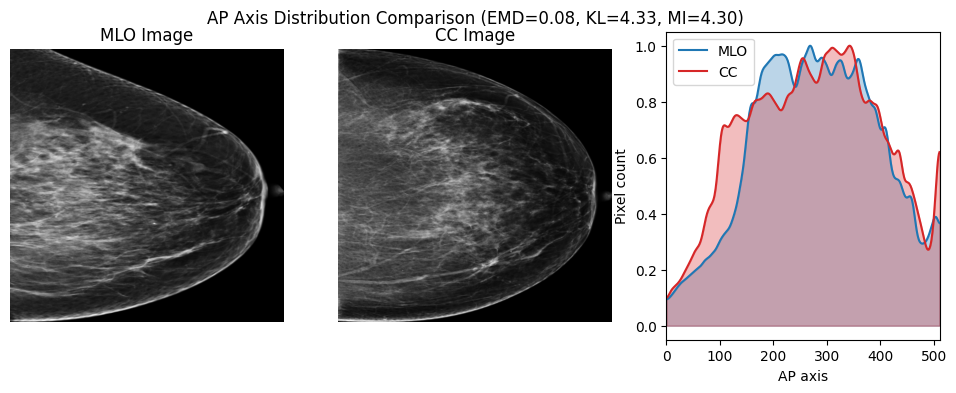 AP Axis Distribution Comparison (EMD=0.08, KL=4.33, MI=4.30)
MLO Image
CC Image
MLO
CC
1.0
0.8
0.6
0.4
0.2
0.0
Pixel count
0 100 200 300 400 500
AP axis